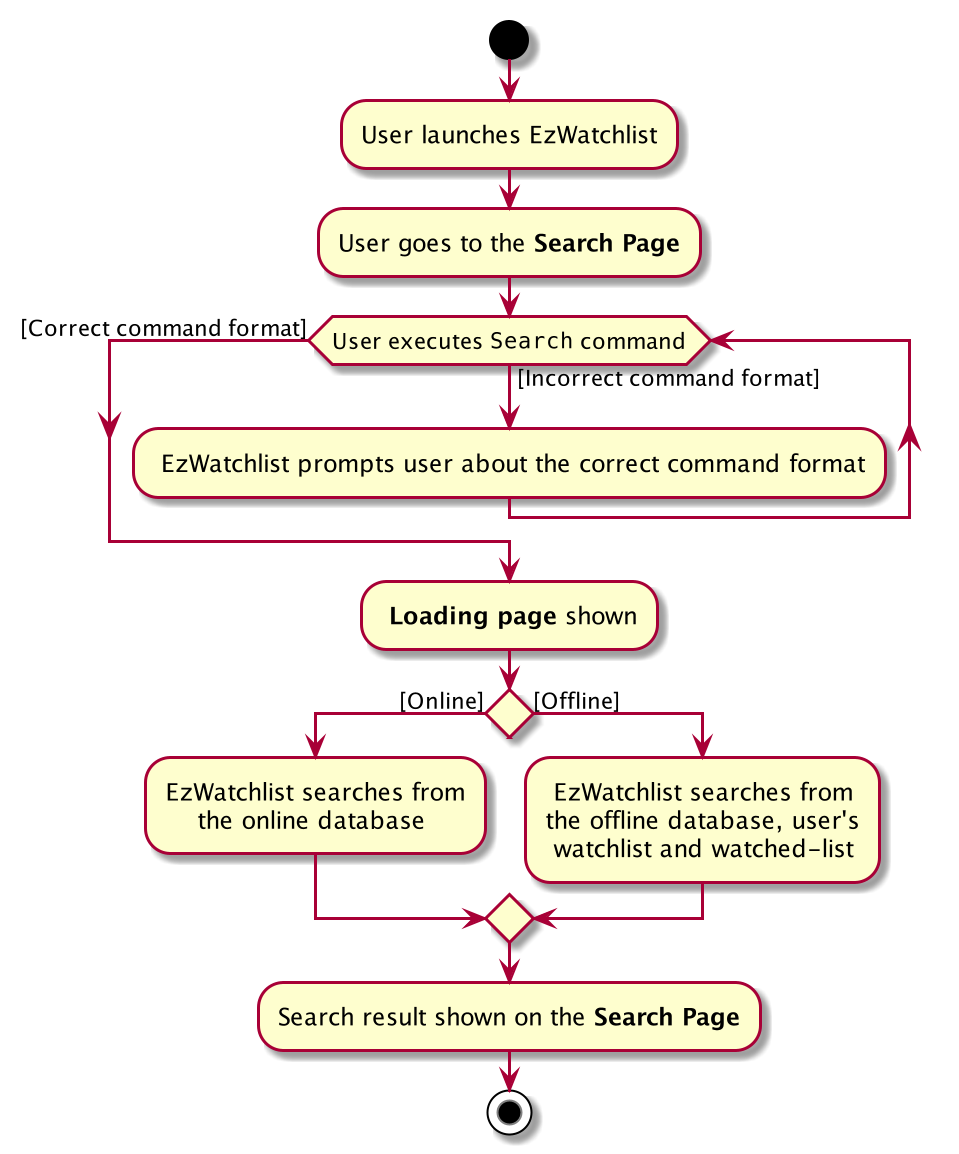 User launches EzWatchlist
User goes to the Search Page
[Correct command format]
User executes Search command
[Incorrect command format]
EzWatchlist prompts user about the correct command format
Loading page shown
[Online]
[Offline]
EzWatchlist searches from
the online database
EzWatchlist searches from
the offline database, user's
watchlist and watched-list
Search result shown on the Search Page